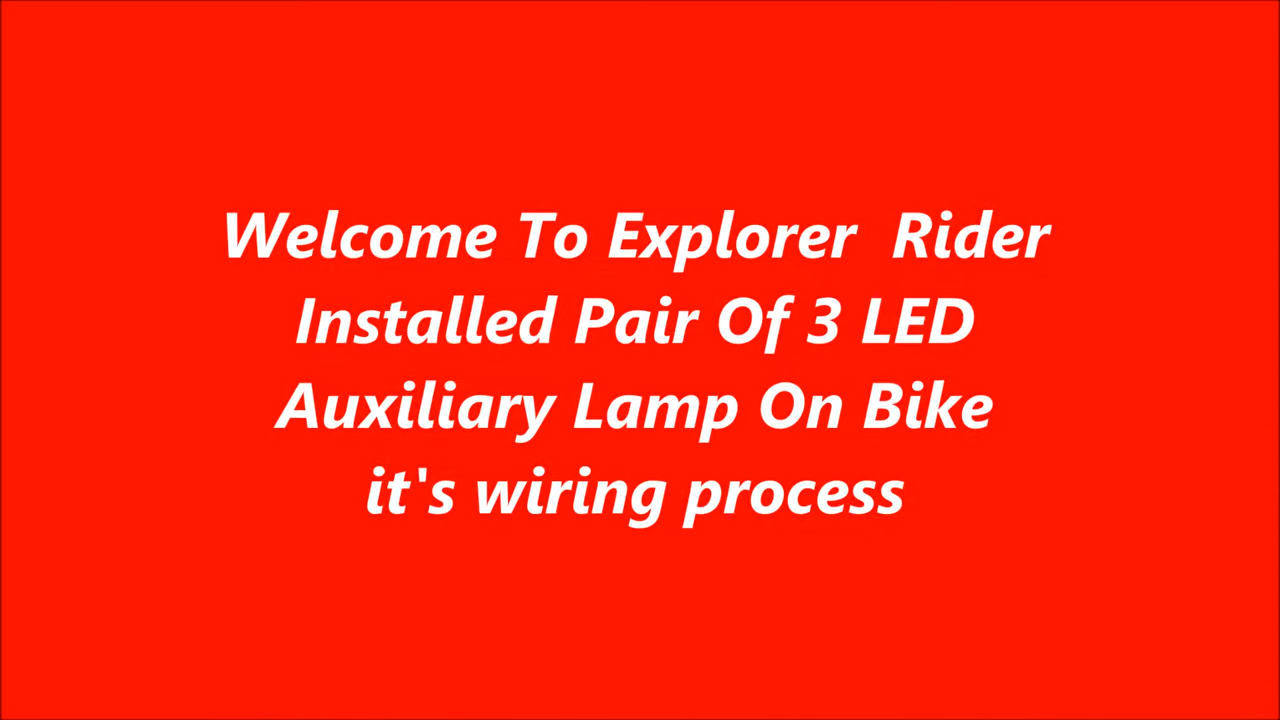 Welcome To Explorer  Rider
Installed Pair Of 3 LED
Auxiliary Lamp On Bike
it's wiring process